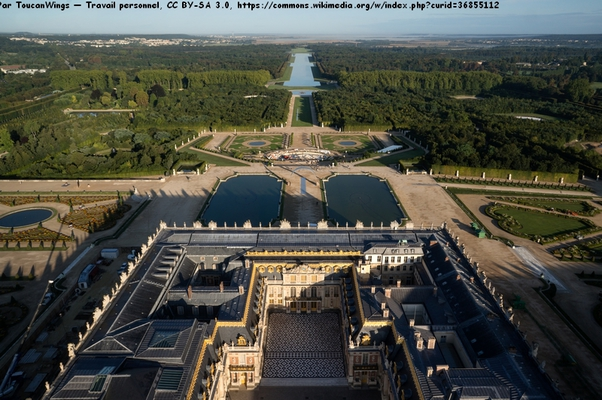 Par ToucanWings — Travail personnel, CC BY-SA 3.0, https://commons.wikimedia.org/w/index.php?curid=36855112